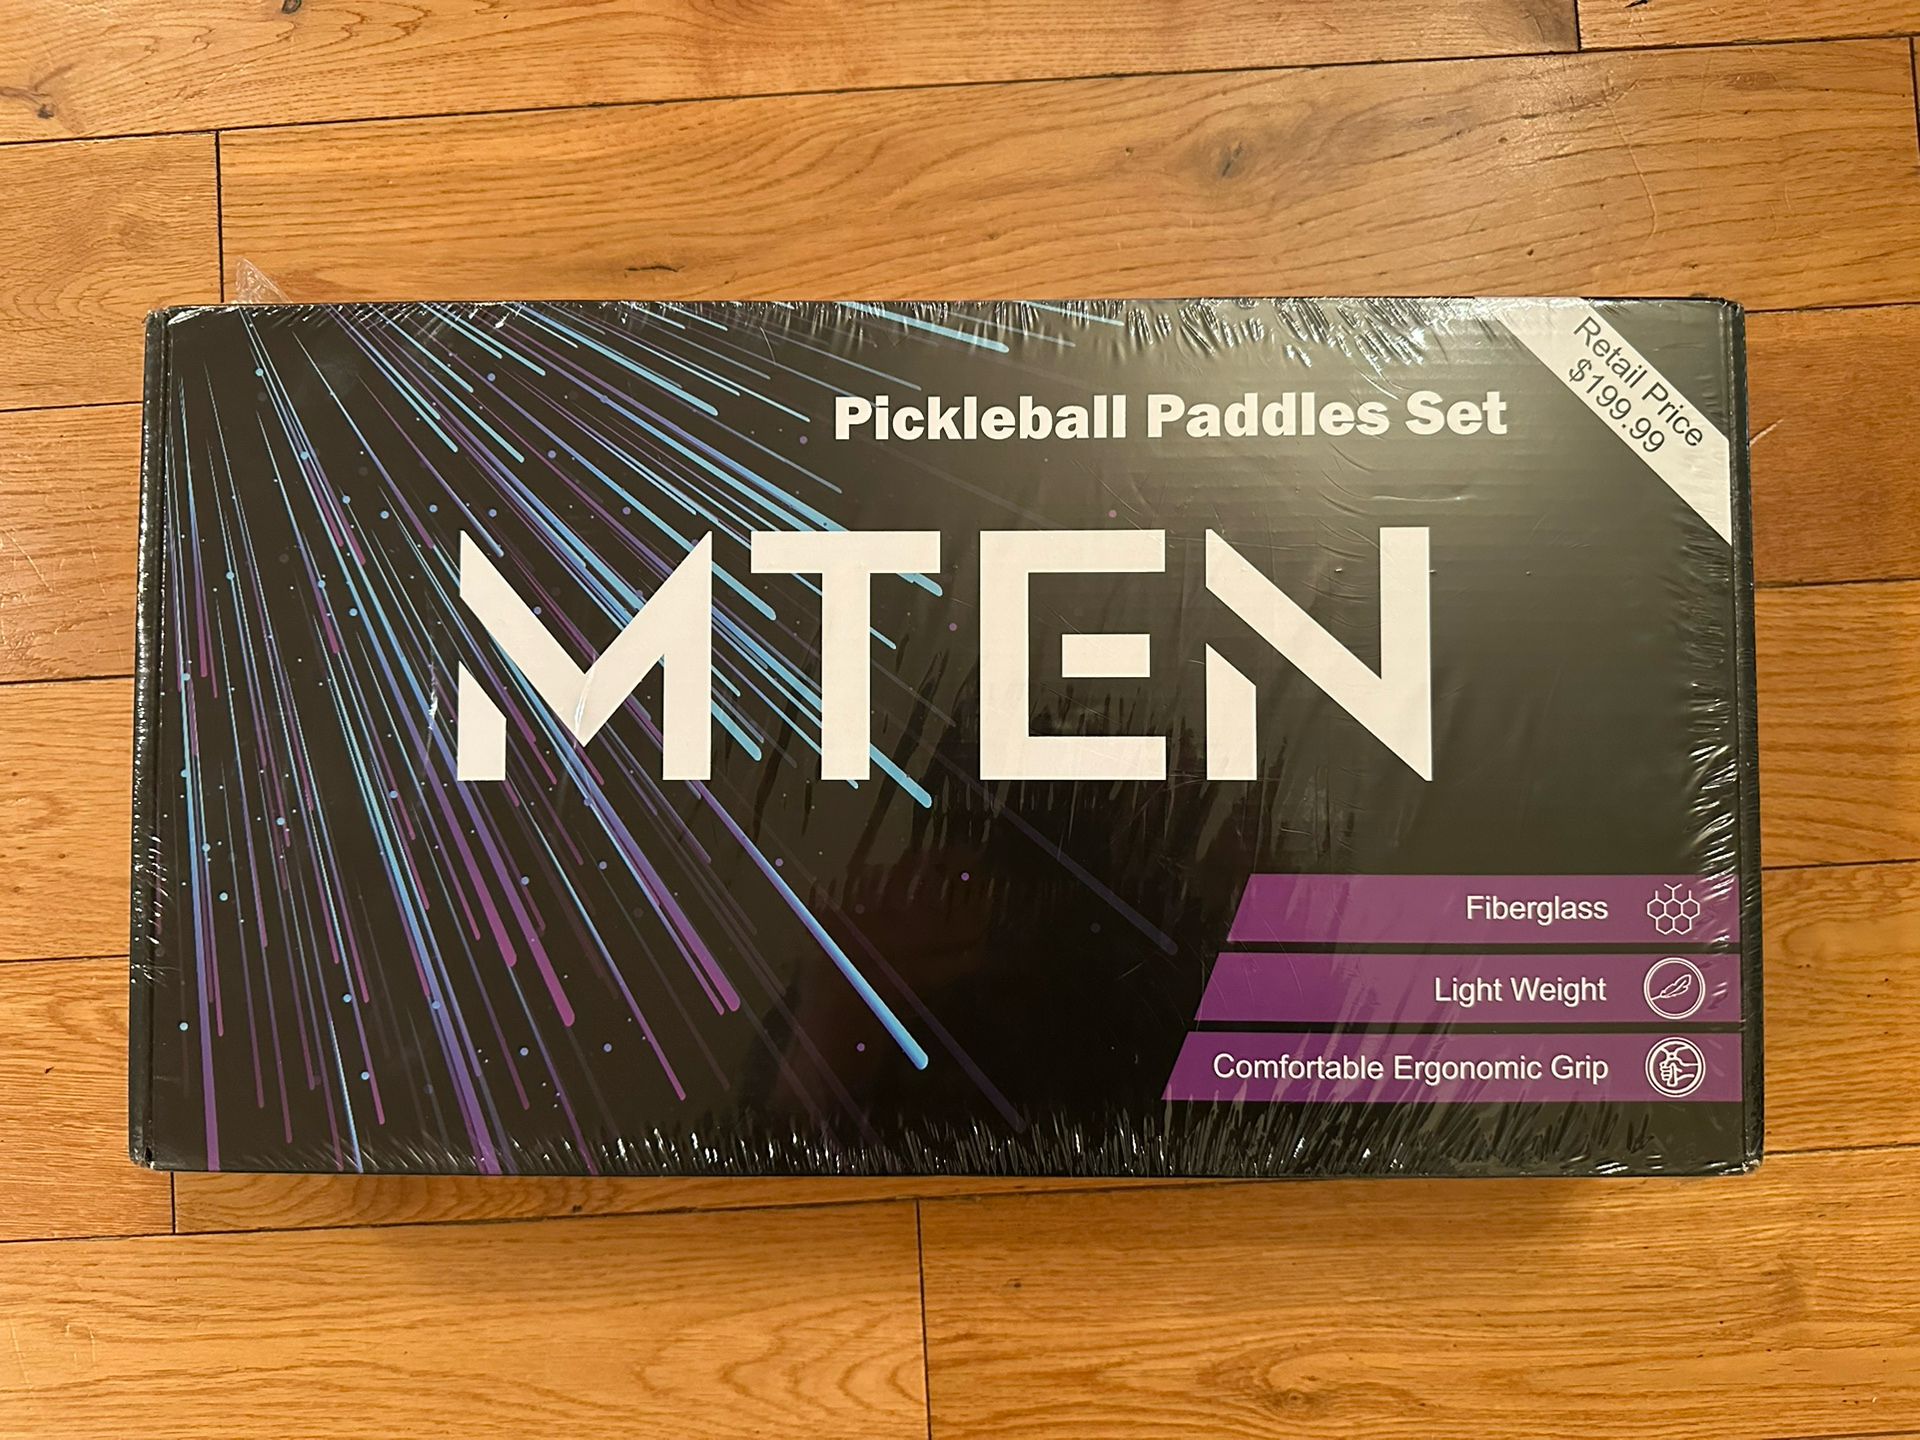 Pickleball Paddles Set
Retail Price
$199.99
MTEN
Fiberglass
Light Weight
Comfortable Ergonomic Grip